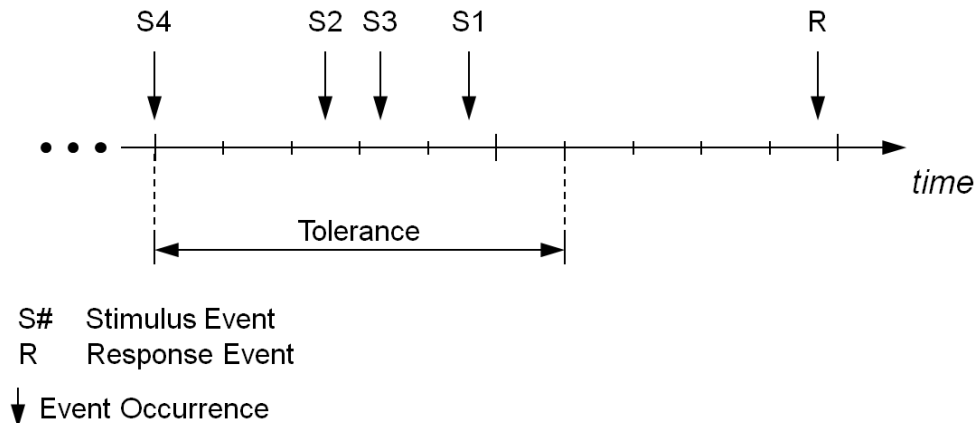 S4 S2 S3 S1 R
time
Tolerance
S# Stimulus Event
R Response Event
Event Occurrence